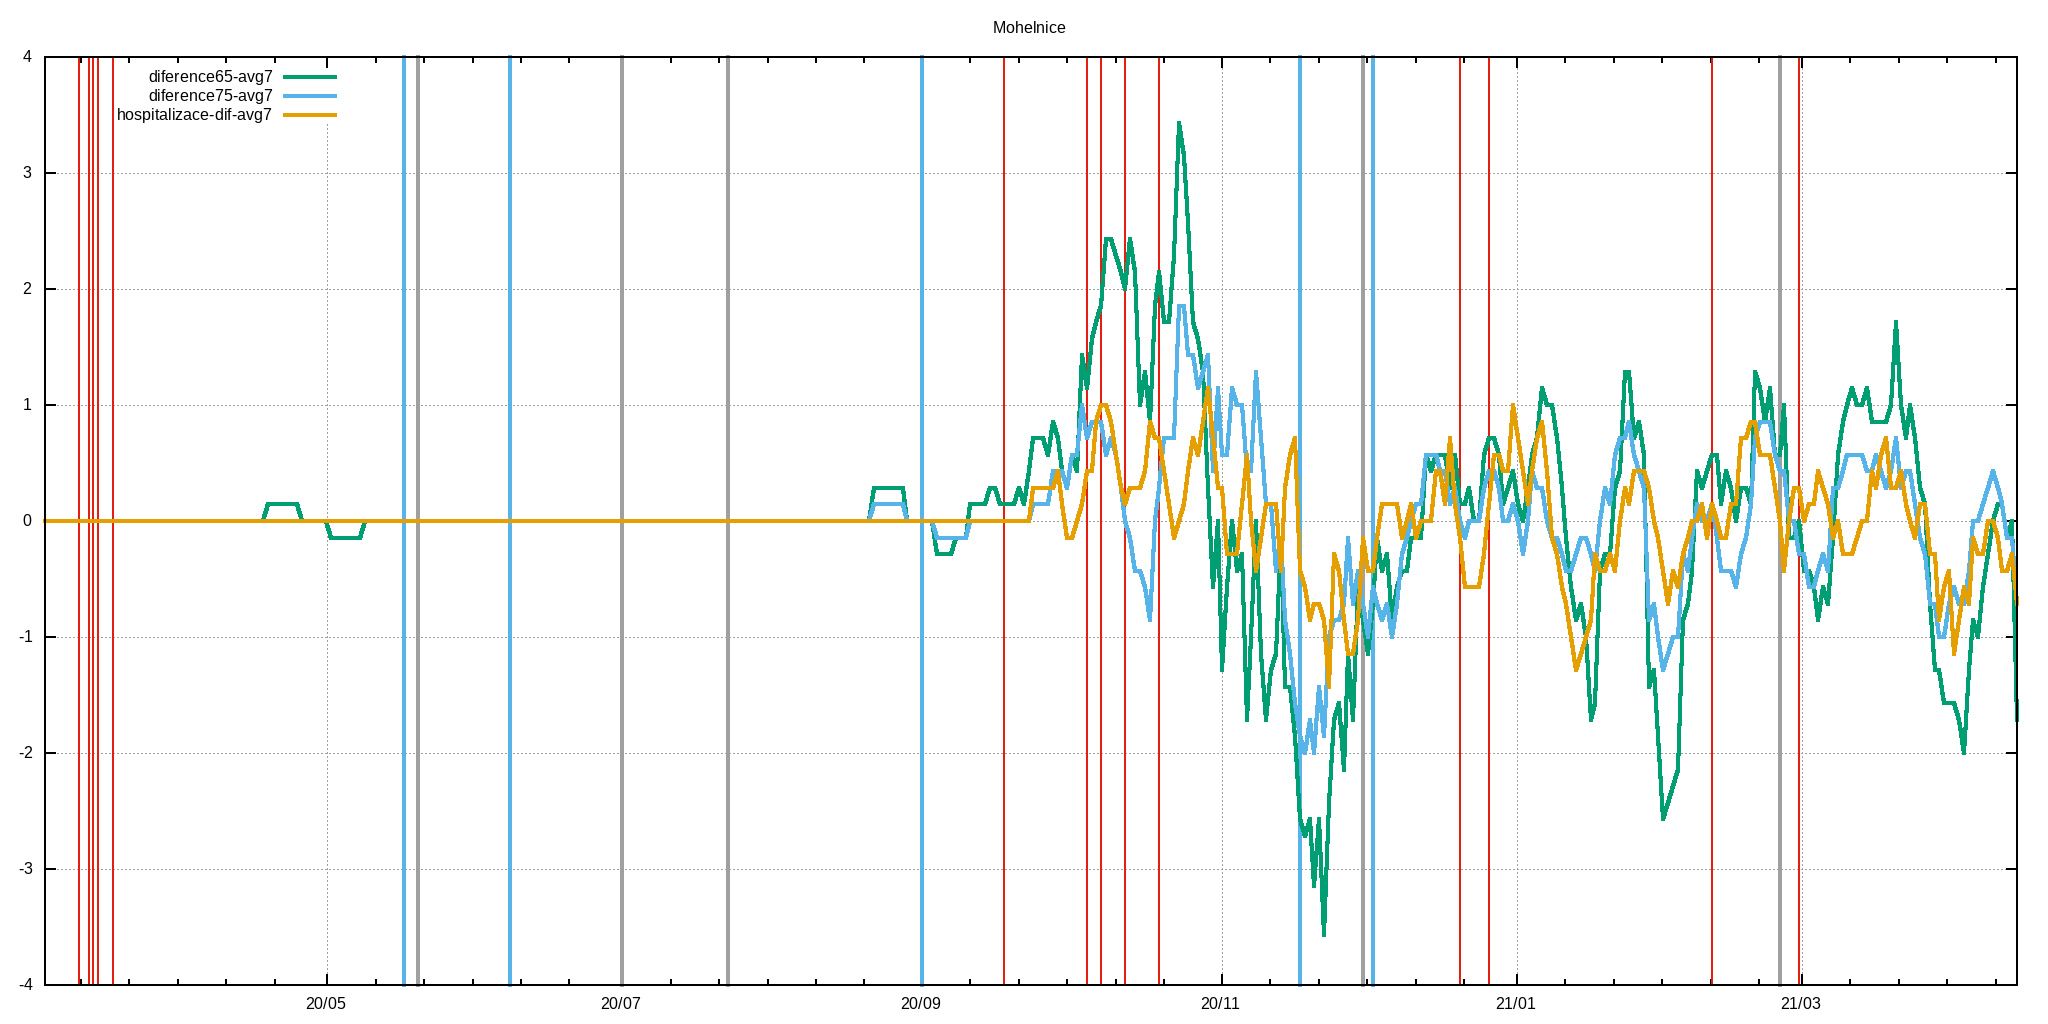 Mohelnice
4
diference65-avg7
diference75-avg7
hospitalizace-dif-avg7
3
2
1
0
-1
-2
-3
-4
20/05 20/07 20/09 20/11 21/01 21/03